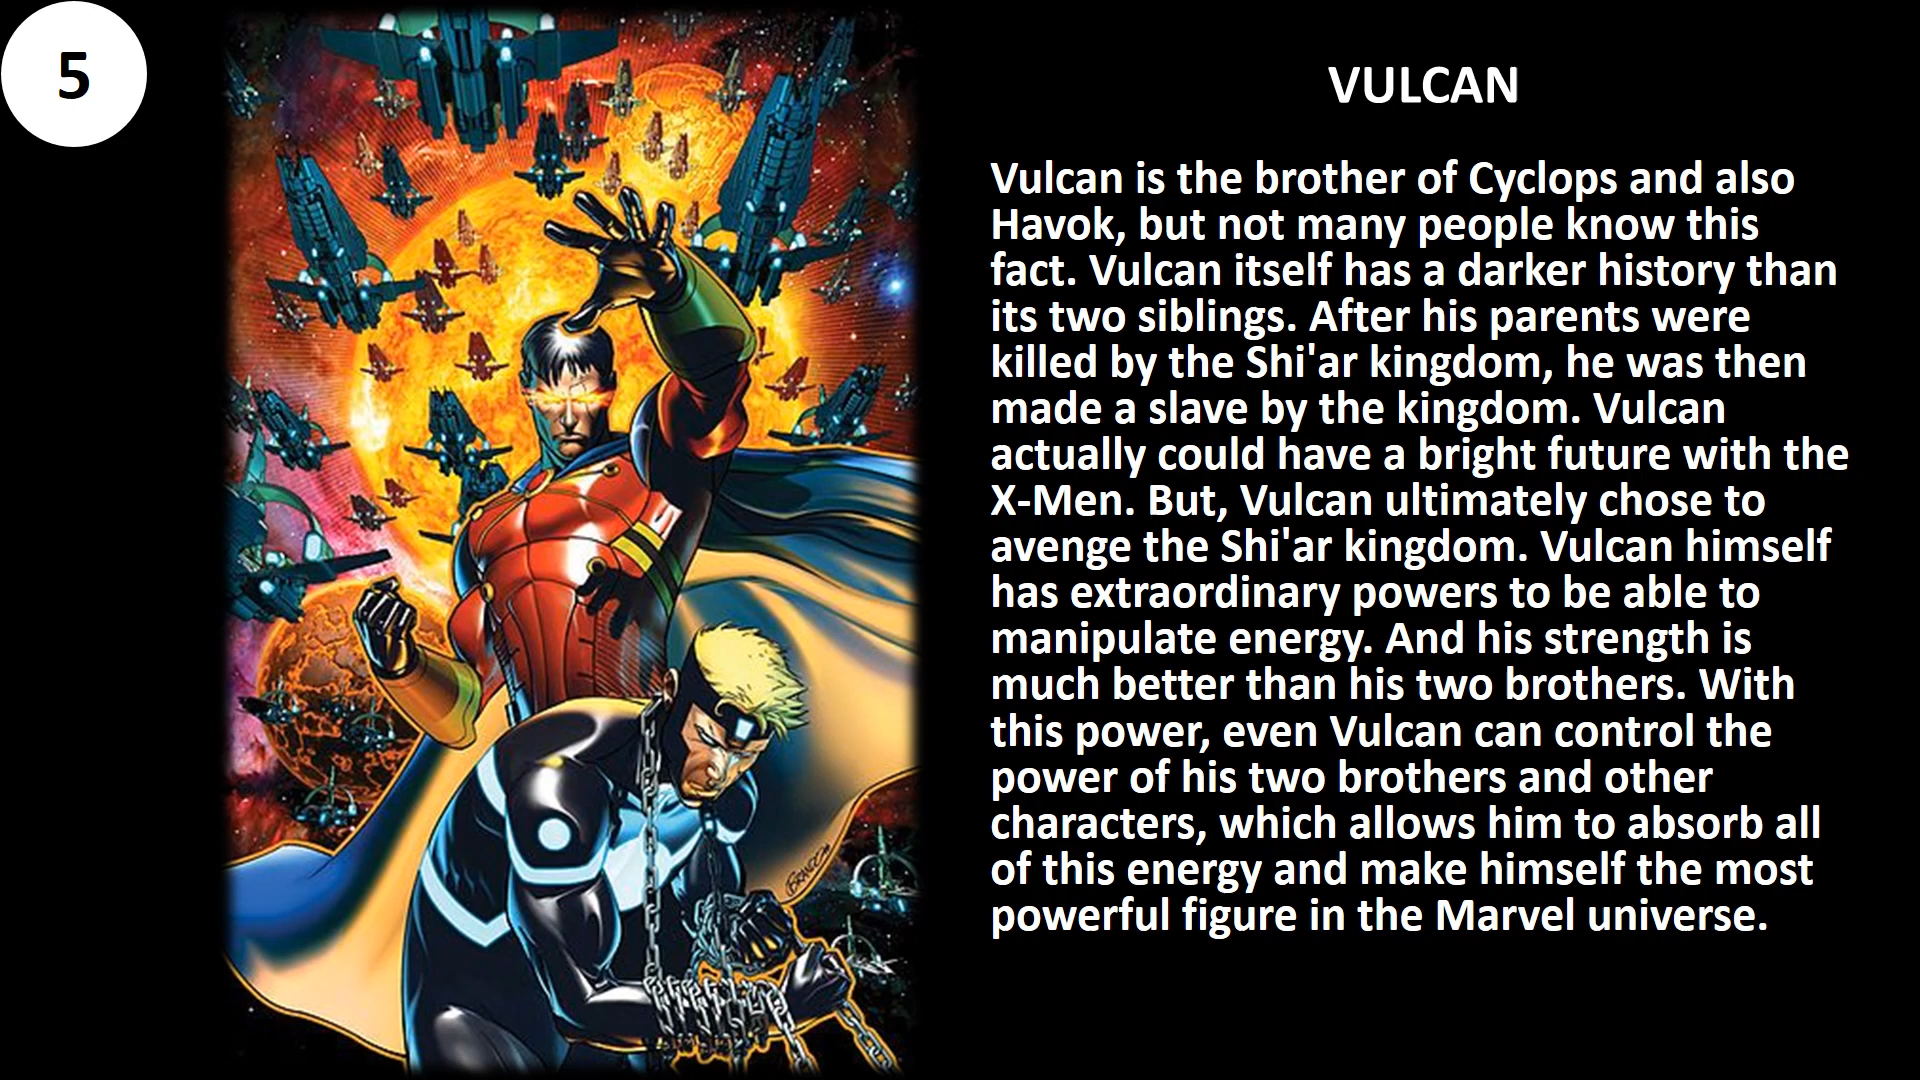 5
VULCAN
Vulcan is the brother of Cyclops and also
Havok, but not many people know this
fact. Vulcan itself has a darker history than
its two siblings. After his parents were
killed by the Shi'ar kingdom, he was then
made a slave by the kingdom. Vulcan
actually could have a bright future with the
X-Men. But, Vulcan ultimately chose to
avenge the Shi'ar kingdom. Vulcan himself
has extraordinary powers to be able to
manipulate energy. And his strength is
much better than his two brothers. With
this power, even Vulcan can control the
power of his two brothers and other
characters, which allows him to absorb all
of this energy and make himself the most
powerful figure in the Marvel universe.